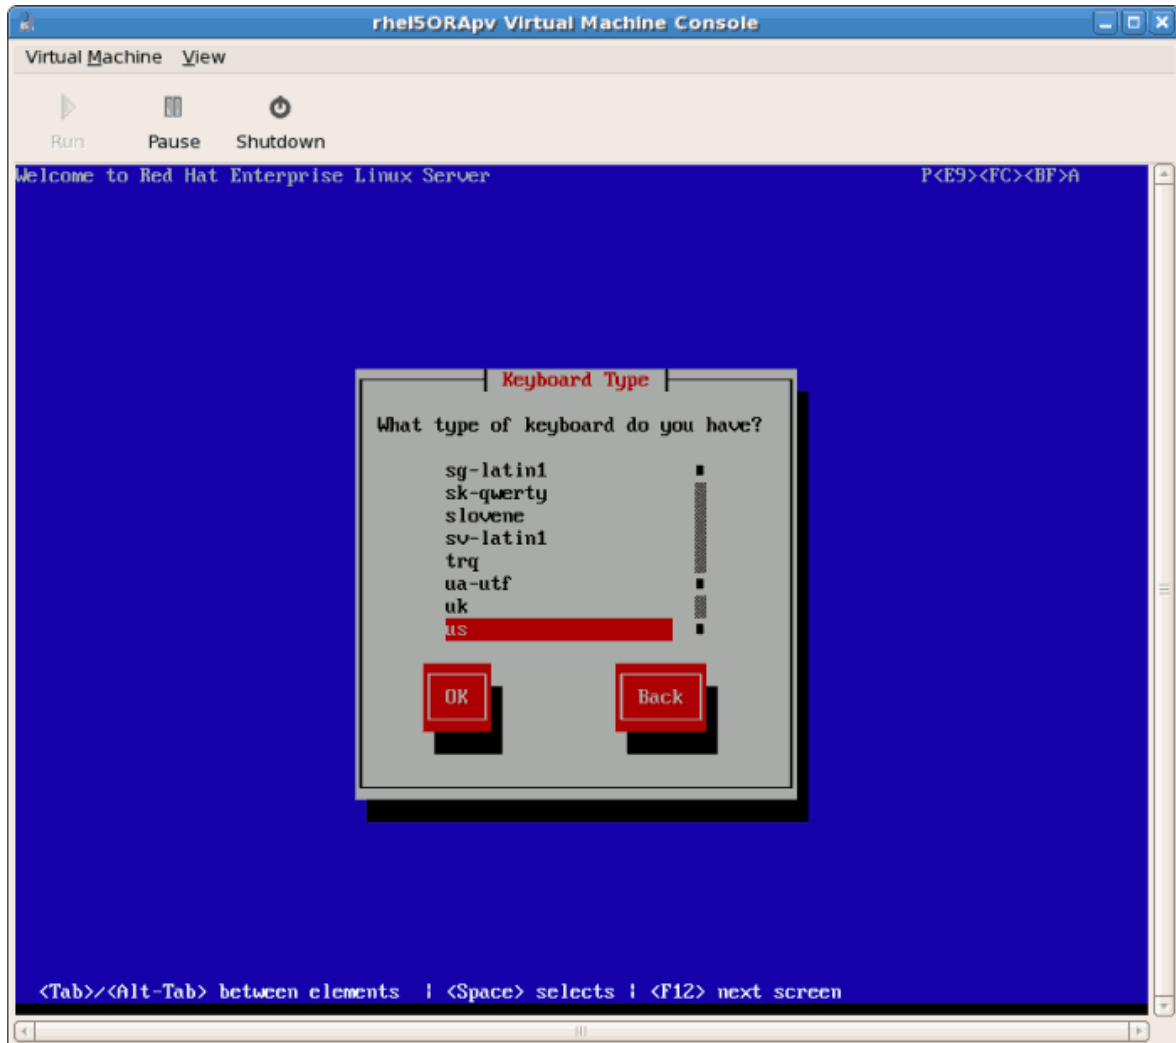 rhel5ORApv Virtual Machine Console
Virtual Machine View
Run Pause Shutdown
Welcome to Red Hat Enterprise Linux Server P<E9><FC><BF>A
Keyboard Type
What type of keyboard do you have?
sg-latin1
sk-qwerty
slovene
sv-latin1
trq
ua-utf
uk
us
OK Back
<Tab>/<Alt-Tab> between elements | <Space> selects | <F12> next screen